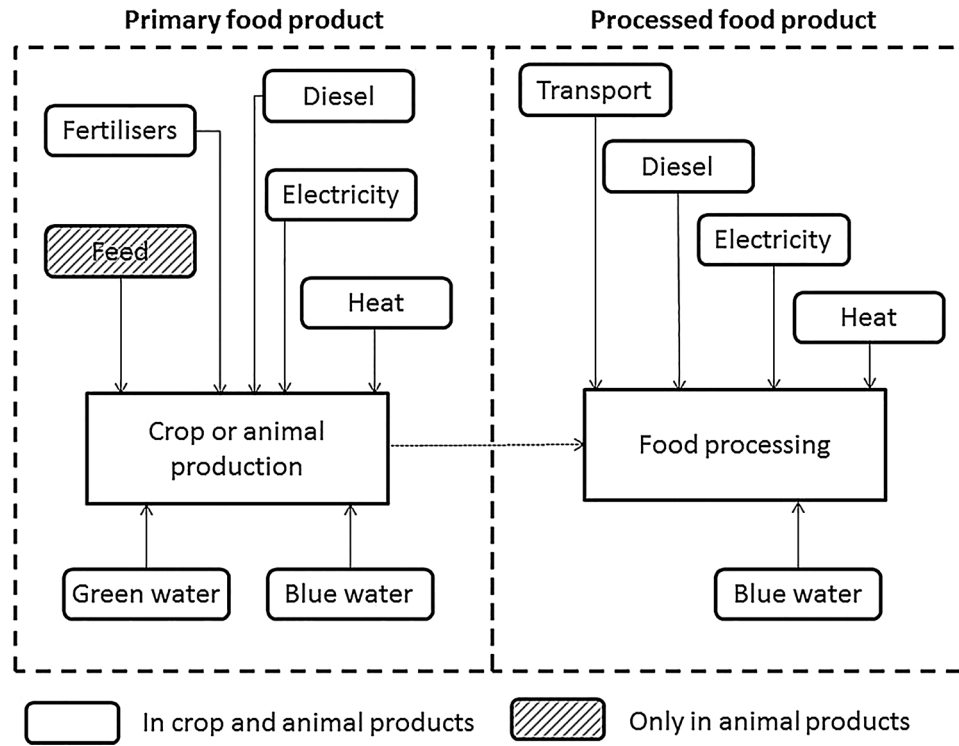 Primary food product
Processed food product
Diesel
Fertilisers
Electricity
Feed
Heat
Crop or animal
production
Green water
Blue water
Transport
Diesel
Electricity
Heat
Food processing
Blue water
In crop and animal products
Only in animal products